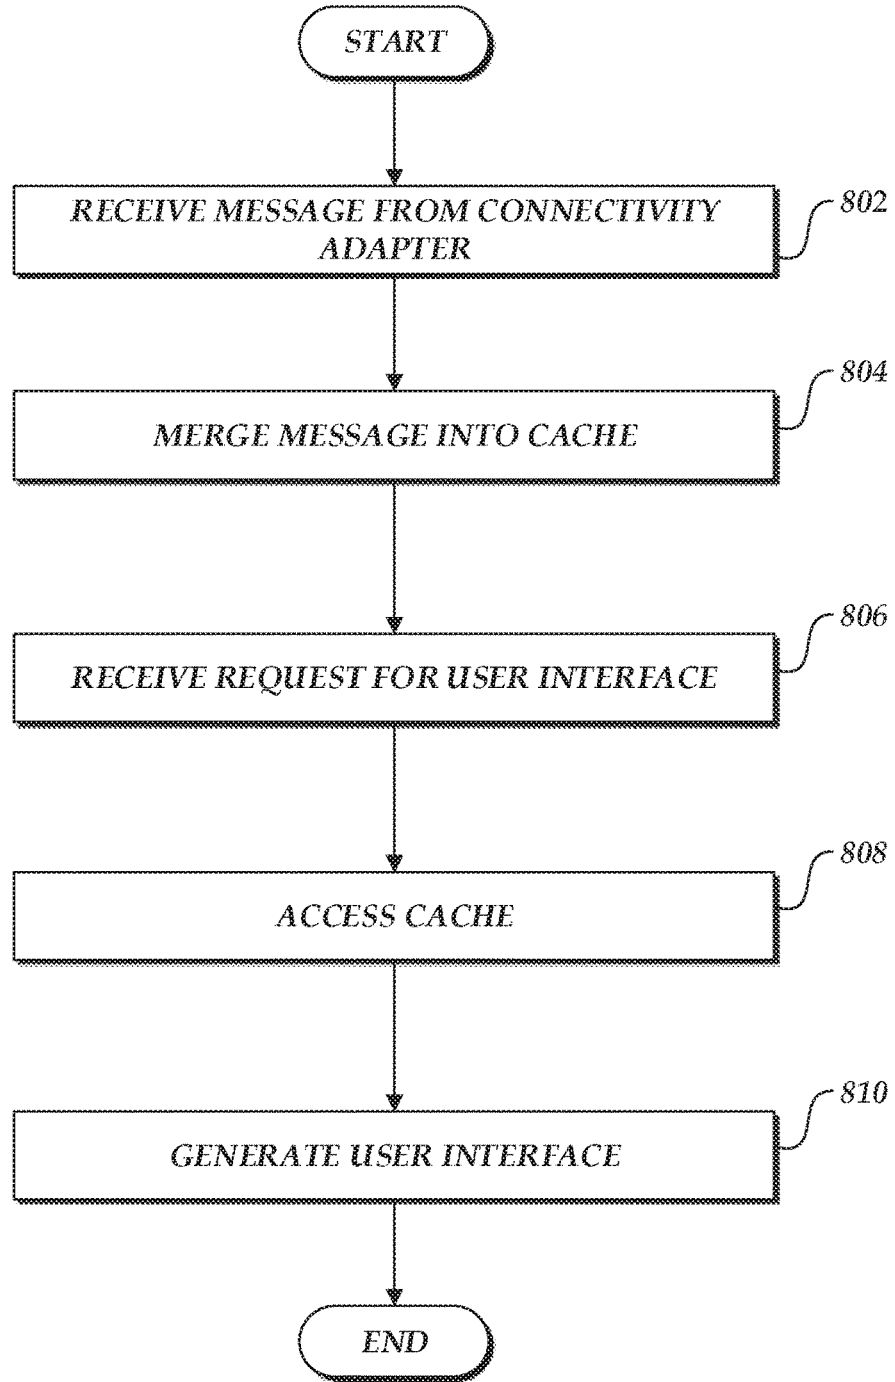 START
RECEIVE MESSAGE FROM CONNECTIVITY
ADAPTER
802
MERGE MESSAGE INTO CACHE
804
RECEIVE REQUEST FOR USER INTERFACE
806
ACCESS CACHE
808
GENERATE USER INTERFACE
810
END